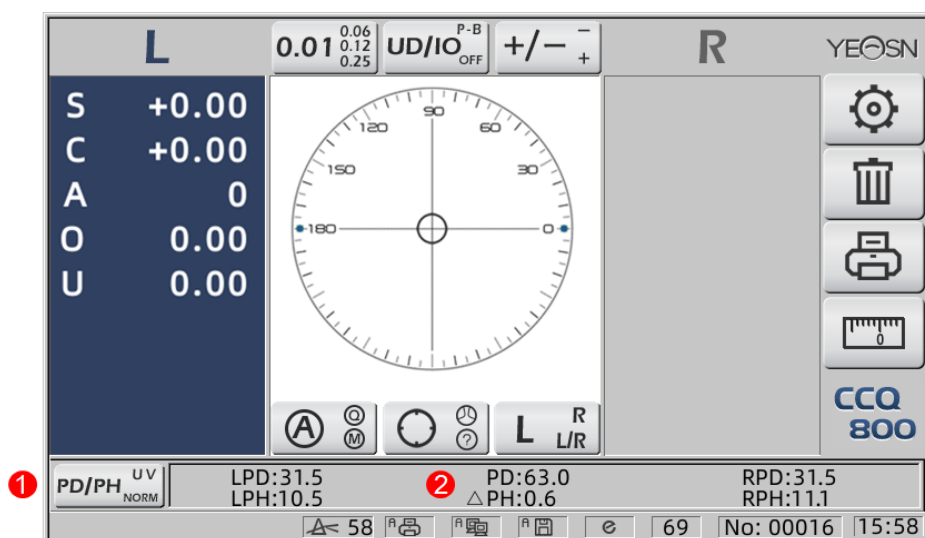 L
0.01 0.06 0.12 0.25
UD/IO P-B OFF
+/− − +
R
YEOSN
S +0.00
C +0.00
A 0
O 0.00
U 0.00
90
120 60
150 30
180 0
0
A Q M
?
L R L/R
CCQ
800
1
PD/PH UV NORM
LPD:31.5
LPH:10.5
2
PD:63.0
△PH:0.6
RPD:31.5
RPH:11.1
58 A A A e 69 No: 00016 15:58